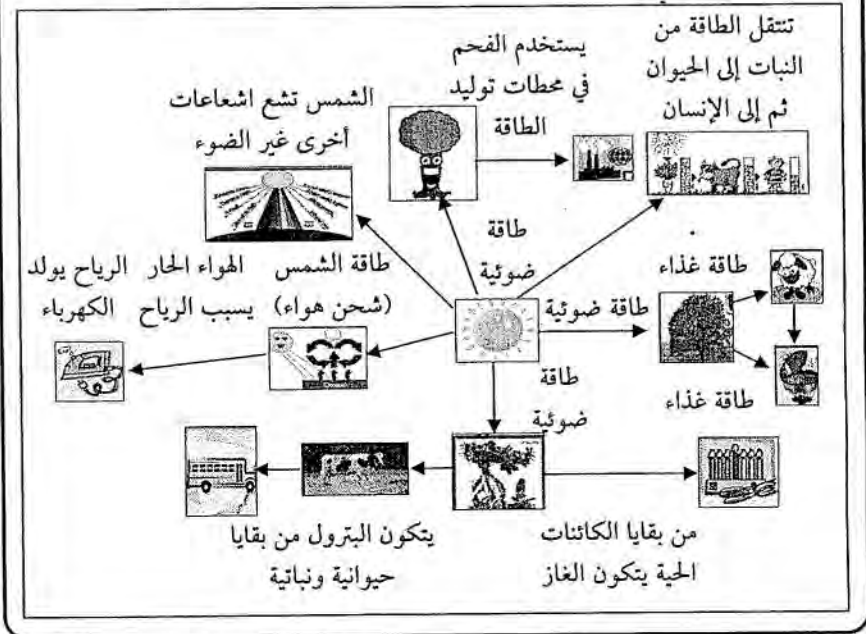 تنتقل الطاقة من
النبات إلى الحيوان
ثم إلى الإنسان
يستخدم الفحم
في محطات توليد
الطاقة
الشمس تشع اشعاعات
أخرى غير الضوء
طاقة
ضوئية
طاقة غذاء
طاقة الشمس
(شحن هواء)
الهواء الحار
يسبب الرياح
الرياح يولد
الكهرباء
طاقة ضوئية
طاقة غذاء
طاقة
ضوئية
من بقايا الكائنات
الحية يتكون الغاز
يتكون البترول من بقايا
حيوانية ونباتية